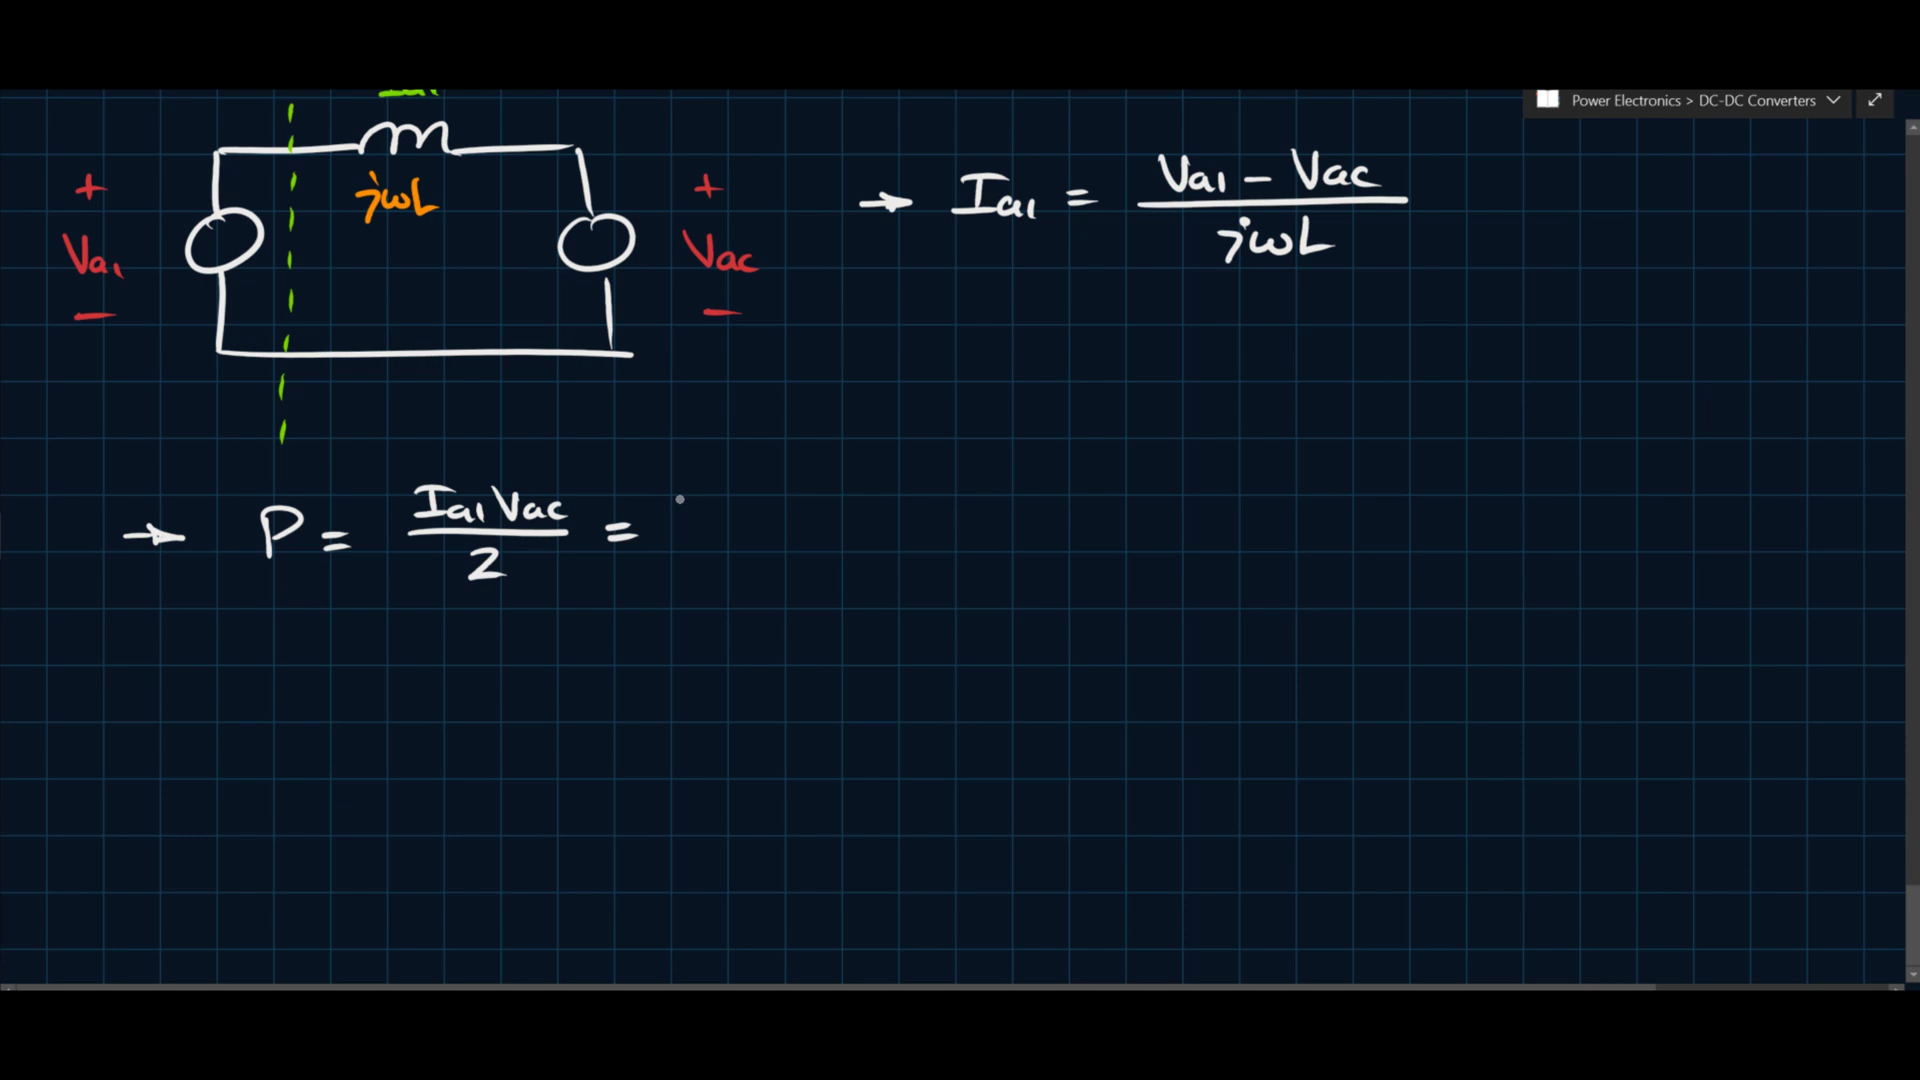 Power Electronics > DC-DC Converters
+ jωL +
Va1 Vac
- -
→ Ia1 = (Va1 - Vac) / jωL
→ P = Ia1 Vac / 2 =